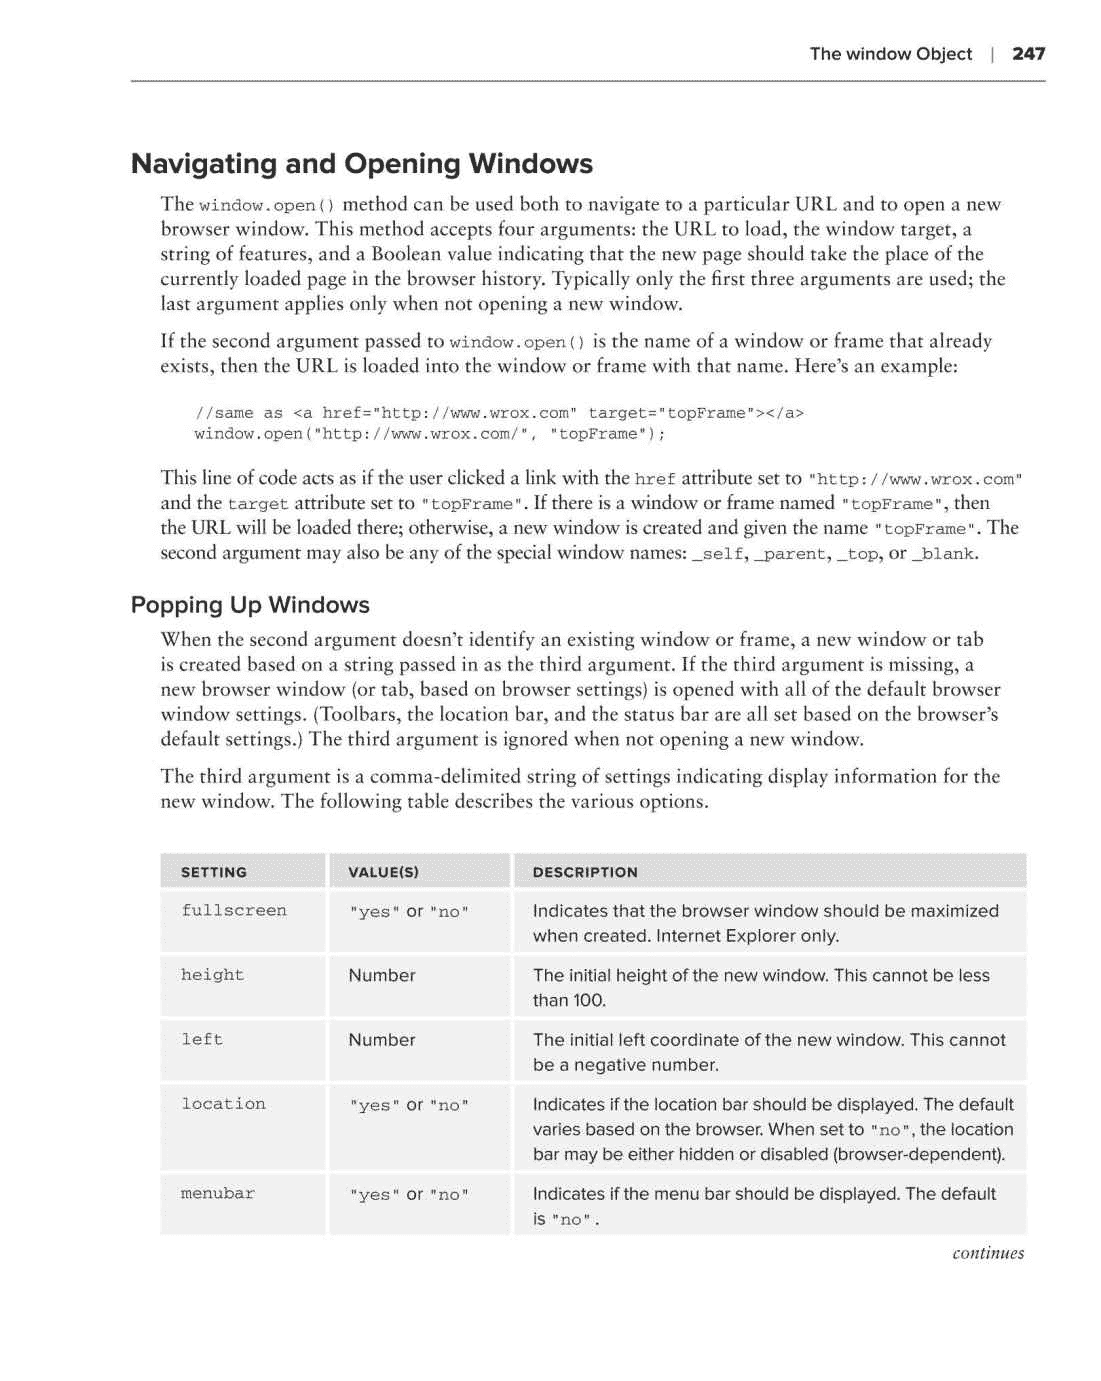 The window Object | 247
Navigating and Opening Windows
The window.open() method can be used both to navigate to a particular URL and to open a new
browser window. This method accepts four arguments: the URL to load, the window target, a
string of features, and a Boolean value indicating that the new page should take the place of the
currently loaded page in the browser history. Typically only the first three arguments are used; the
last argument applies only when not opening a new window.
If the second argument passed to window.open() is the name of a window or frame that already
exists, then the URL is loaded into the window or frame with that name. Here's an example:
//same as <a href="http://www.wrox.com" target="topFrame"></a>
window.open("http://www.wrox.com/", "topFrame");
This line of code acts as if the user clicked a link with the href attribute set to "http://www.wrox.com"
and the target attribute set to "topFrame". If there is a window or frame named "topFrame", then
the URL will be loaded there; otherwise, a new window is created and given the name "topFrame". The
second argument may also be any of the special window names: _self, _parent, _top, or _blank.
Popping Up Windows
When the second argument doesn't identify an existing window or frame, a new window or tab
is created based on a string passed in as the third argument. If the third argument is missing, a
new browser window (or tab, based on browser settings) is opened with all of the default browser
window settings. (Toolbars, the location bar, and the status bar are all set based on the browser's
default settings.) The third argument is ignored when not opening a new window.
The third argument is a comma-delimited string of settings indicating display information for the
new window. The following table describes the various options.
SETTING VALUE(S) DESCRIPTION
fullscreen "yes" or "no" Indicates that the browser window should be maximized
when created. Internet Explorer only.
height Number The initial height of the new window. This cannot be less
than 100.
left Number The initial left coordinate of the new window. This cannot
be a negative number.
location "yes" or "no" Indicates if the location bar should be displayed. The default
varies based on the browser. When set to "no", the location
bar may be either hidden or disabled (browser-dependent).
menubar "yes" or "no" Indicates if the menu bar should be displayed. The default
is "no".
continues